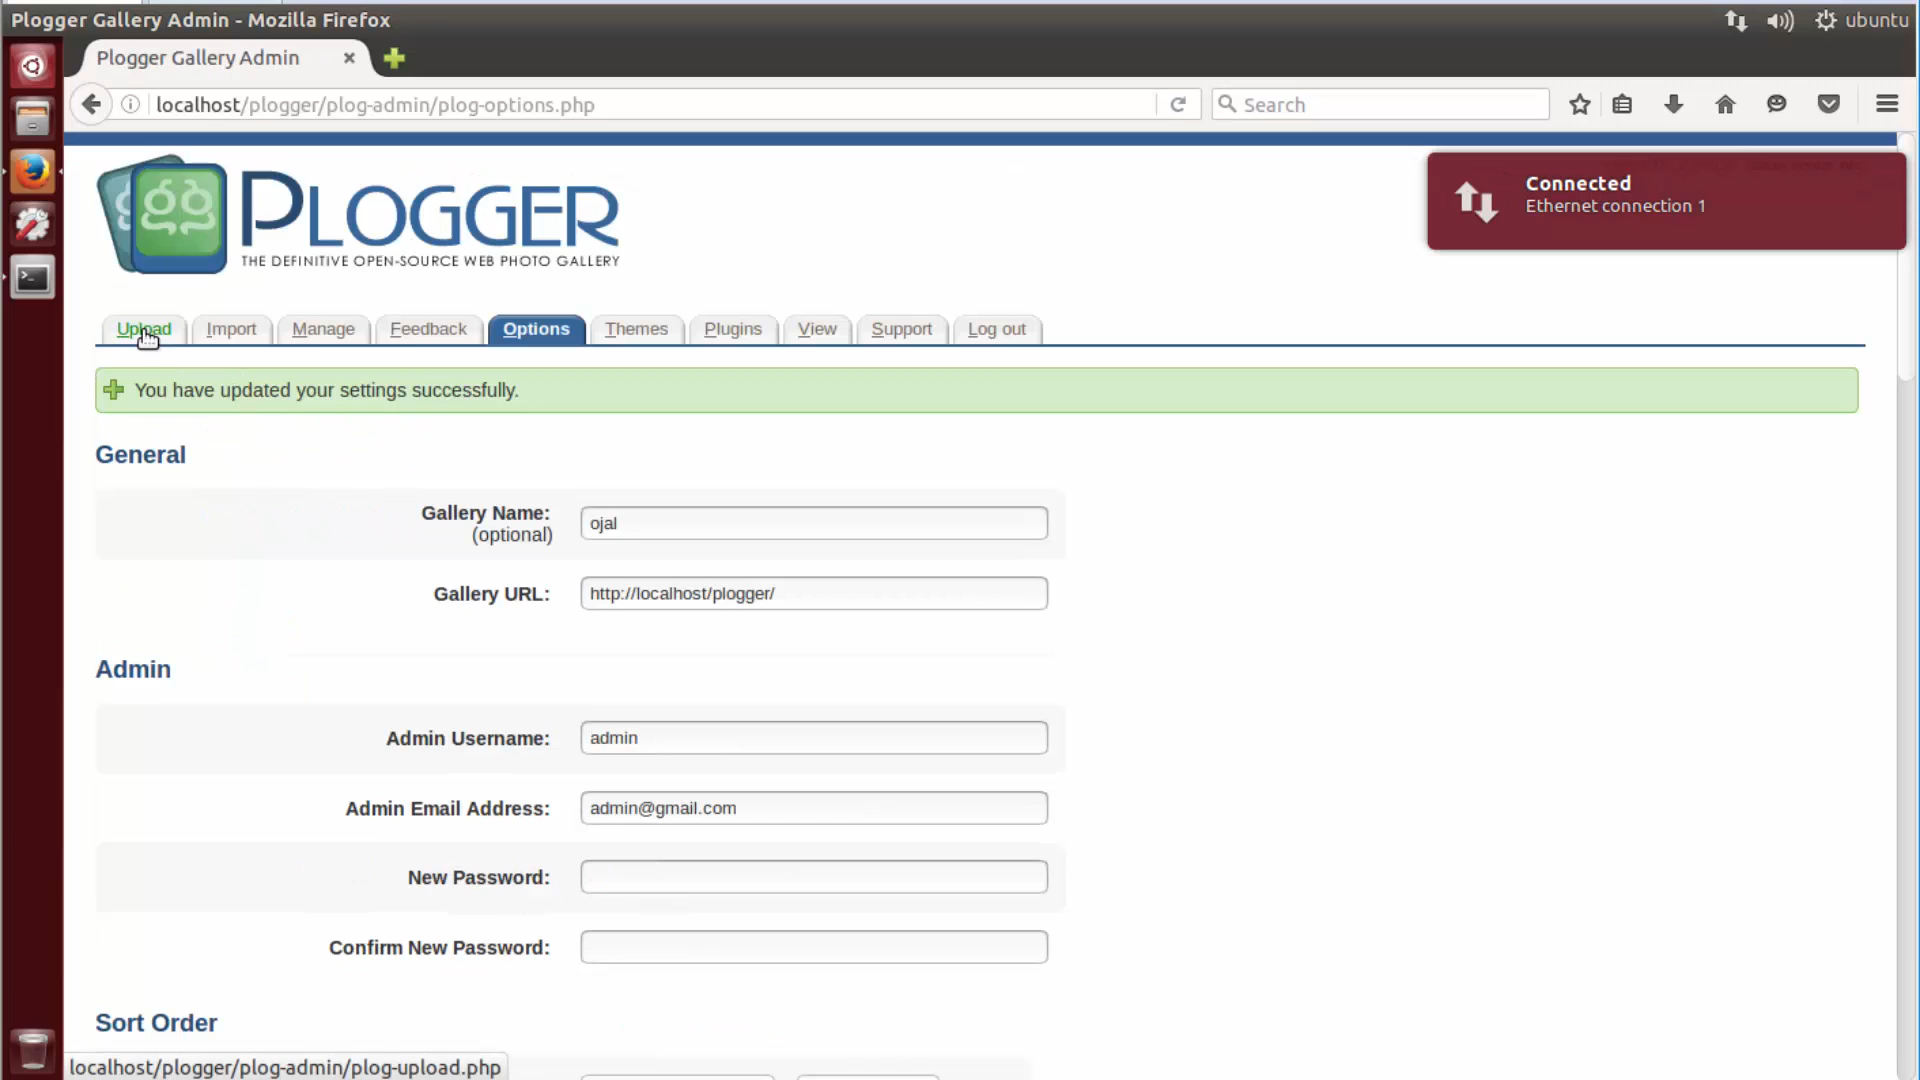 Plogger Gallery Admin - Mozilla Firefox
ubuntu
Plogger Gallery Admin
localhost/plogger/plog-admin/plog-options.php
Search
PLOGGER
THE DEFINITIVE OPEN-SOURCE WEB PHOTO GALLERY
Connected
Ethernet connection 1
Upload Import Manage Feedback Options Themes Plugins View Support Log out
You have updated your settings successfully.
General
Gallery Name: ojal
(optional)
Gallery URL: http://localhost/plogger/
Admin
Admin Username: admin
Admin Email Address: admin@gmail.com
New Password:
Confirm New Password:
Sort Order
localhost/plogger/plog-admin/plog-upload.php